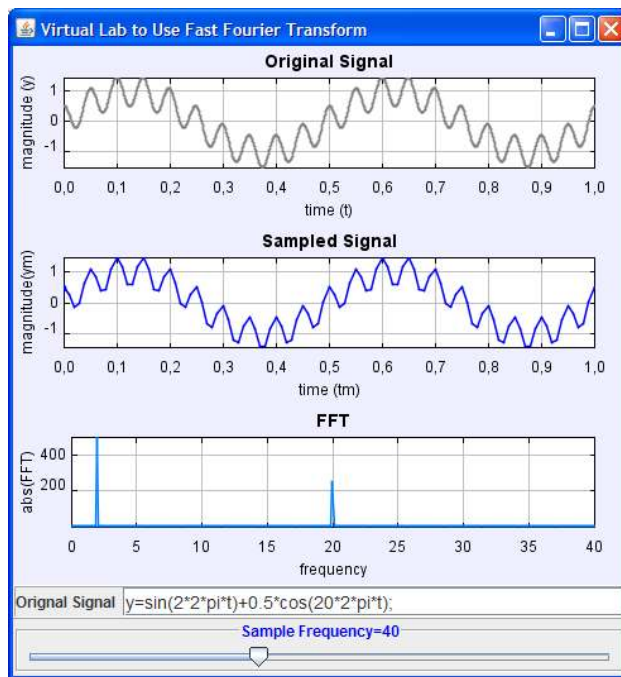 Virtual Lab to Use Fast Fourier Transform
Original Signal
magnitude (y)
1
0
-1
0,0 0,1 0,2 0,3 0,4 0,5 0,6 0,7 0,8 0,9 1,0
time (t)
Sampled Signal
magnitude(ym)
1
0
-1
0,0 0,1 0,2 0,3 0,4 0,5 0,6 0,7 0,8 0,9 1,0
time (tm)
FFT
abs(FFT)
400
200
0 5 10 15 20 25 30 35 40
frequency
Orignal Signal y=sin(2*2*pi*t)+0.5*cos(20*2*pi*t);
Sample Frequency=40